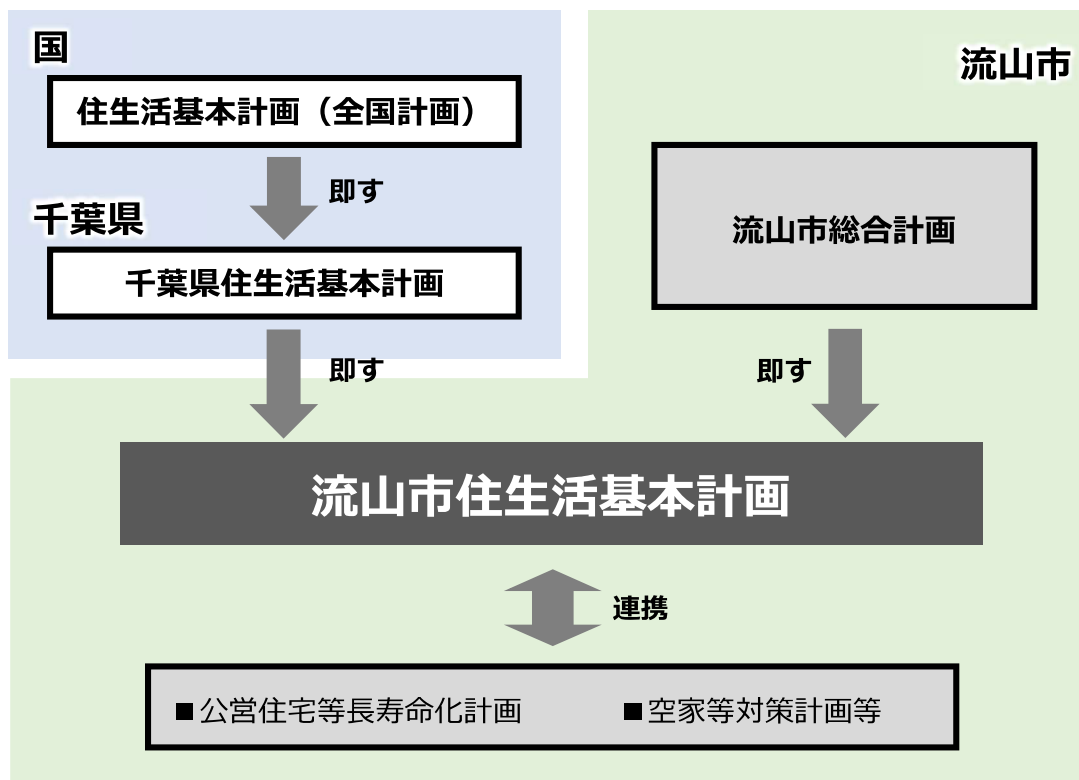 国
住生活基本計画（全国計画）
即す
千葉県
千葉県住生活基本計画
即す
流山市
流山市総合計画
即す
流山市住生活基本計画
連携
■公営住宅等長寿命化計画
■空家等対策計画等